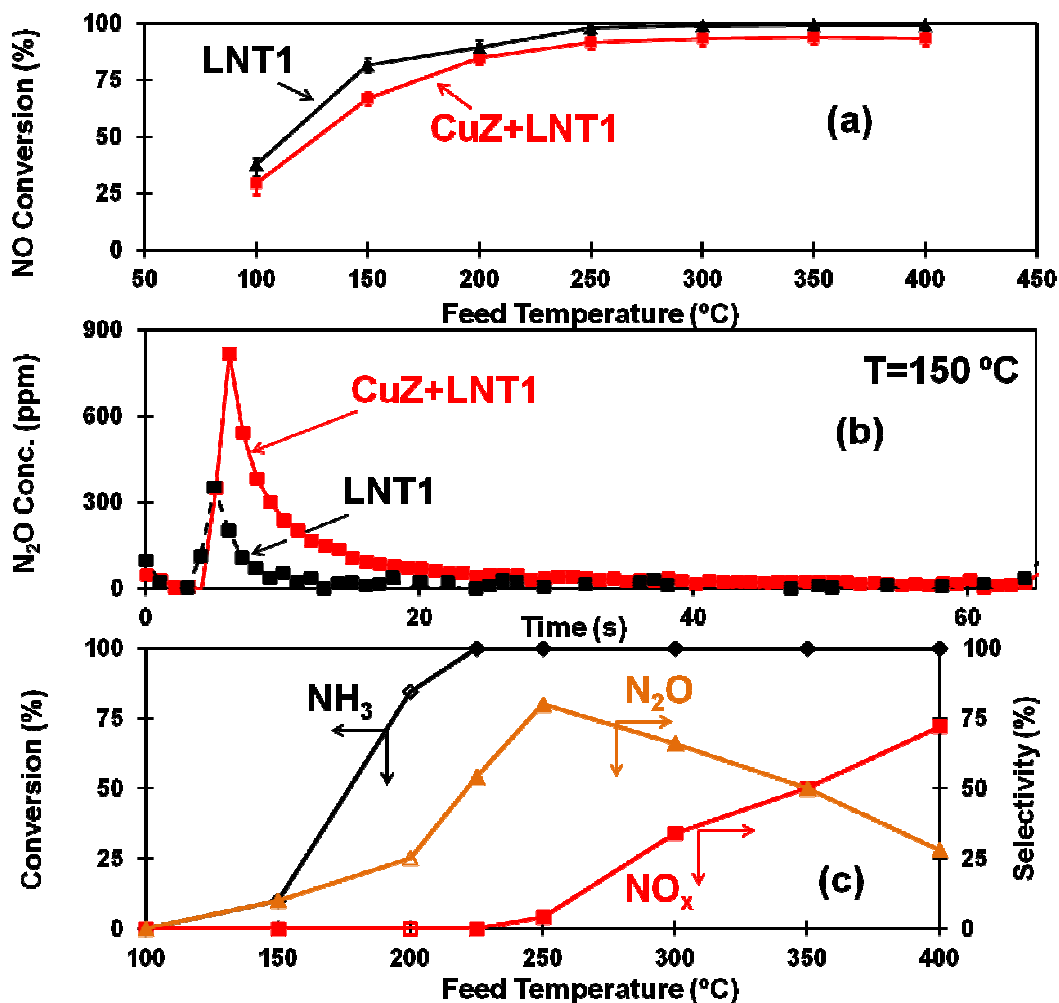 NO Conversion (%)
100
75
50
25
0
LNT1
CuZ+LNT1
(a)
50 100 150 200 250 300 350 400 450
Feed Temperature (ºC)
N₂O Conc. (ppm)
900
600
300
0
T=150 ºC
CuZ+LNT1
(b)
LNT1
0 20 40 60
Time (s)
Conversion (%)
100
75
50
25
0
NH₃
N₂O
NOₓ
(c)
100
75
50
25
0
Selectivity (%)
100 150 200 250 300 350 400
Feed Temperature (ºC)